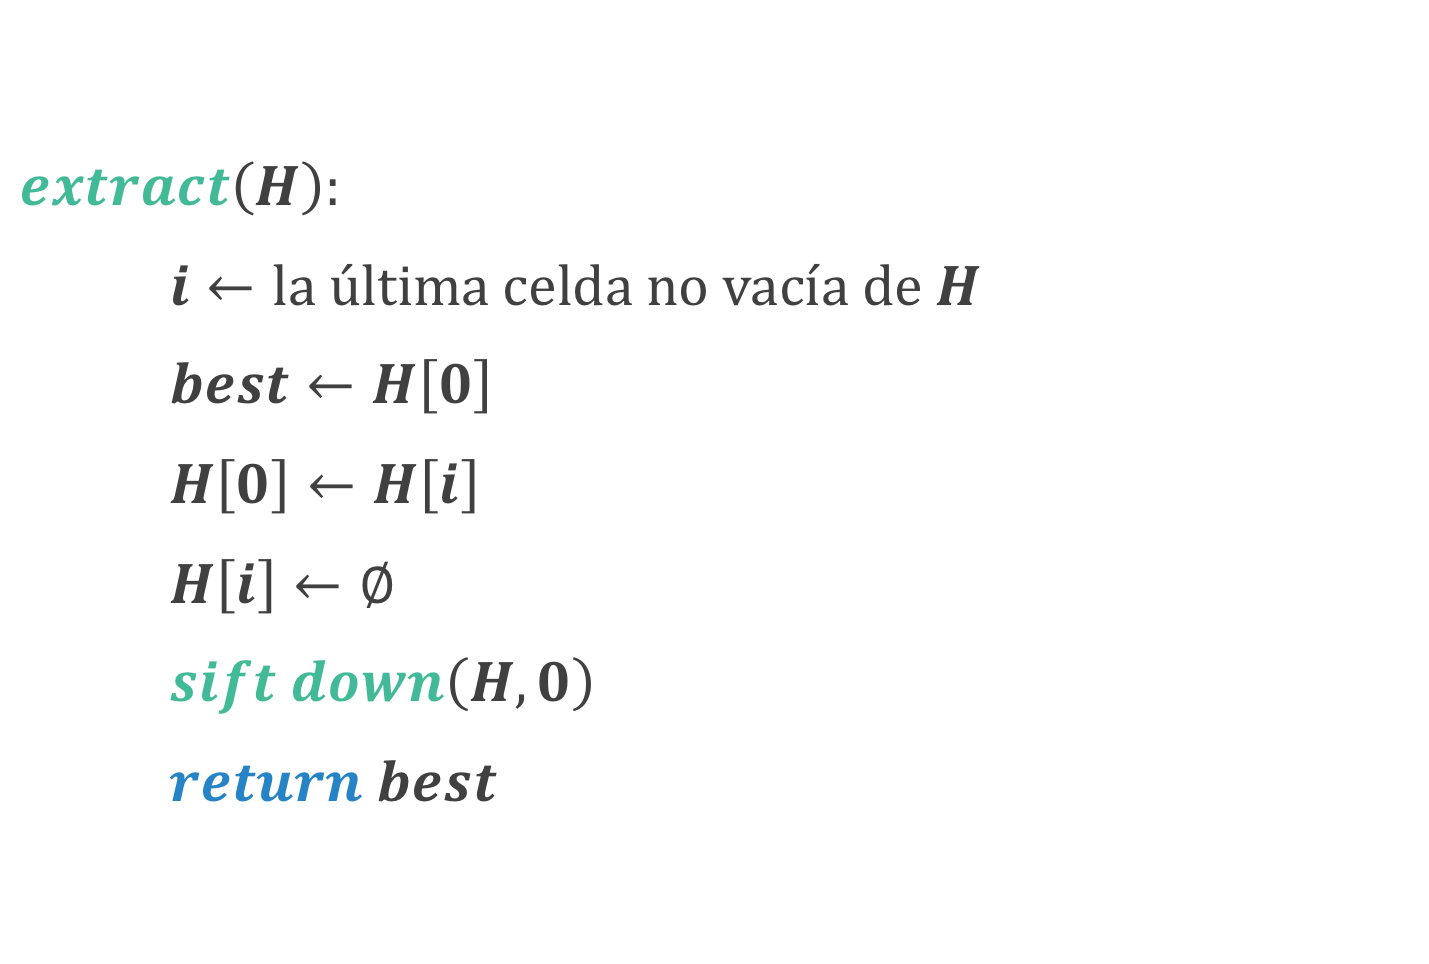 extract(H):
i ← la última celda no vacía de H
best ← H[0]
H[0] ← H[i]
H[i] ← ∅
sift down(H, 0)
return best